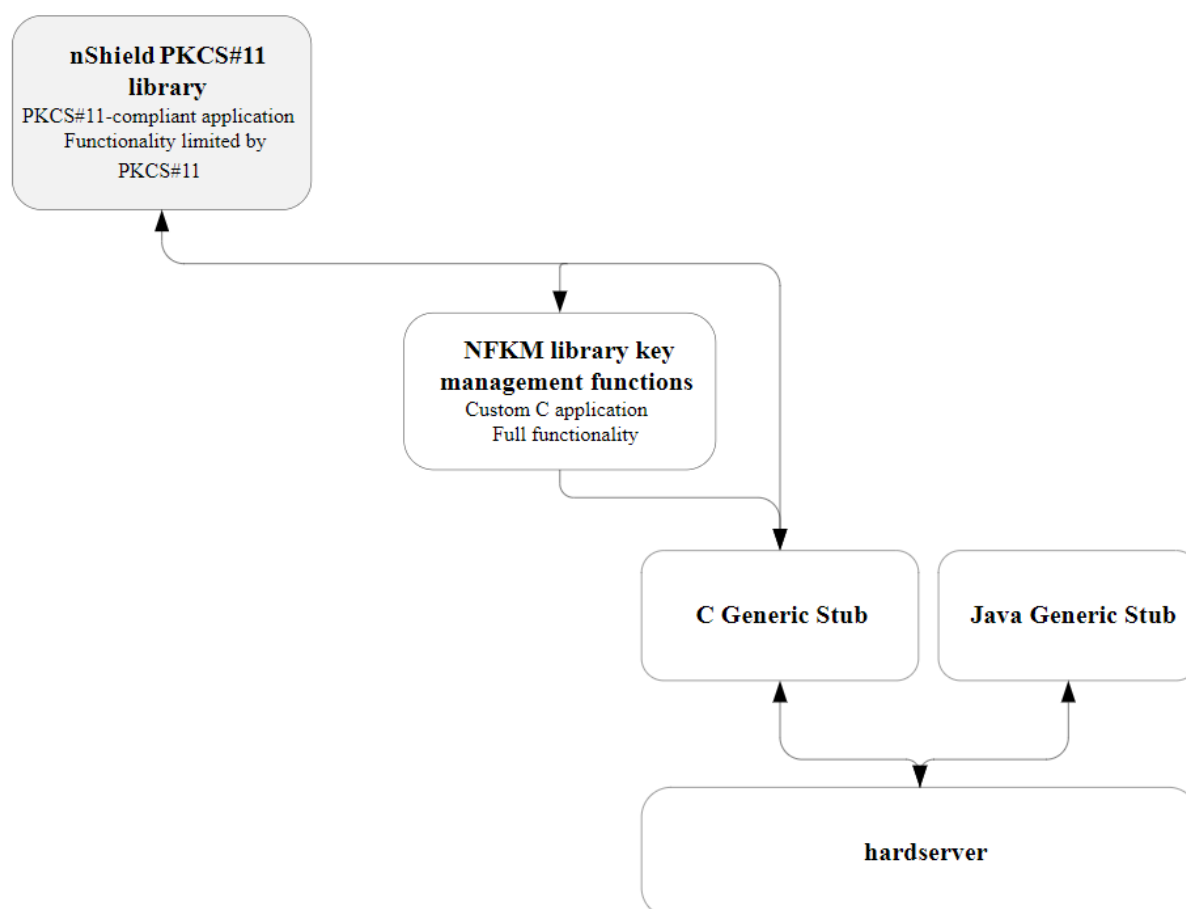 nShield PKCS#11
library
PKCS#11-compliant application
Functionality limited by
PKCS#11
NFKM library key
management functions
Custom C application
Full functionality
C Generic Stub
Java Generic Stub
hardserver